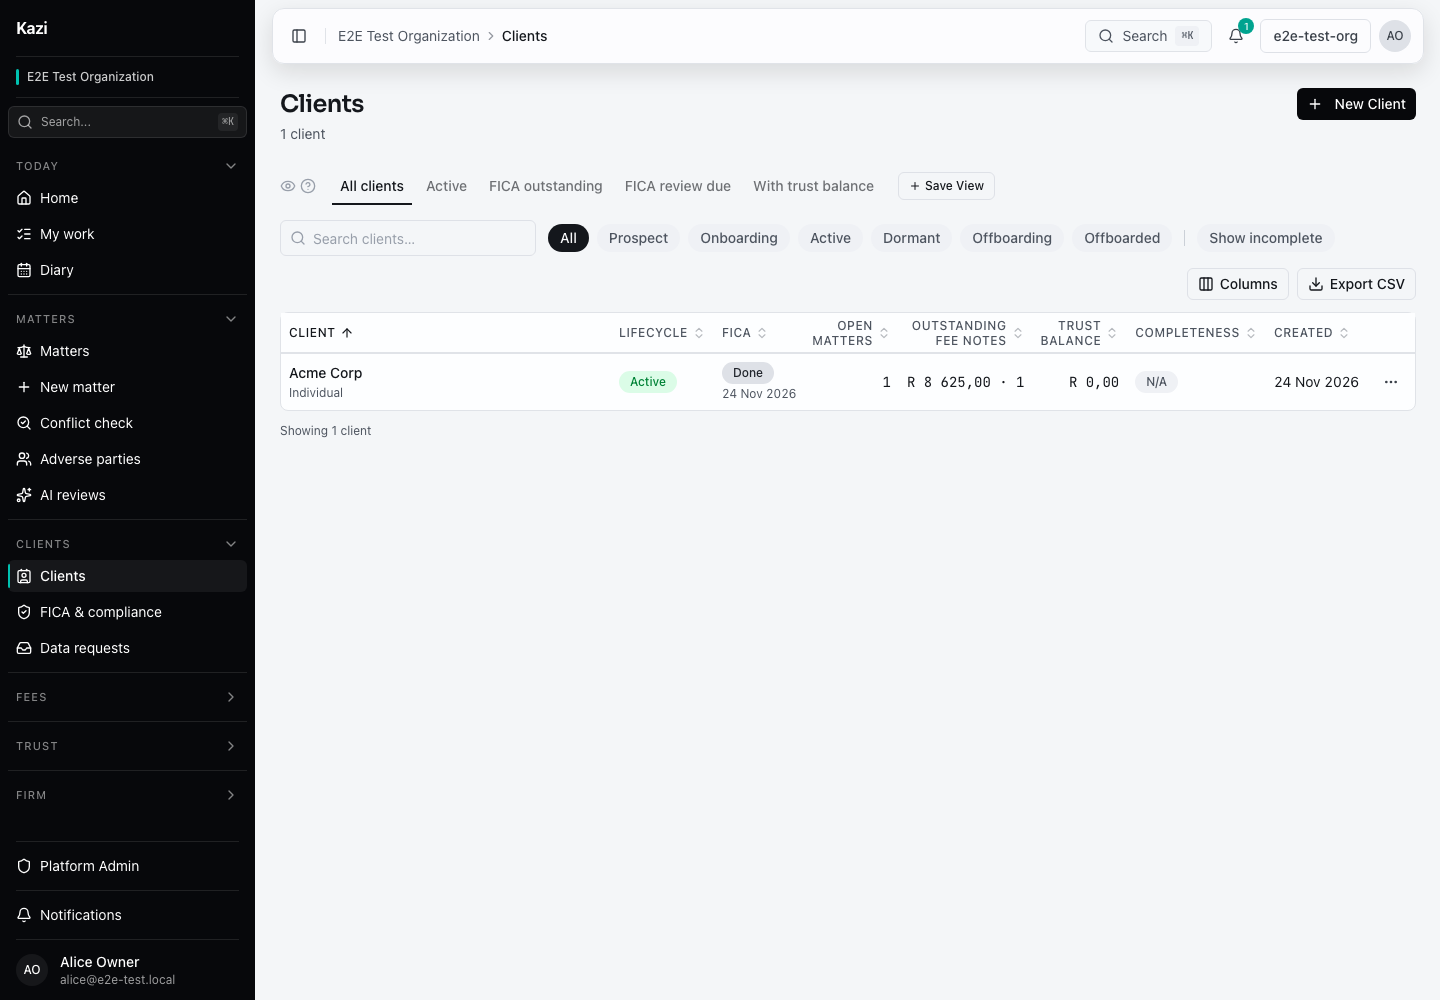 Kazi
E2E Test Organization
Search... ⌘K
TODAY
Home
My work
Diary
MATTERS
Matters
New matter
Conflict check
Adverse parties
AI reviews
CLIENTS
Clients
FICA & compliance
Data requests
FEES
TRUST
FIRM
Platform Admin
Notifications
AO
Alice Owner
alice@e2e-test.local
E2E Test Organization > Clients
Search ⌘K
1
e2e-test-org
AO
Clients
New Client
1 client
All clients Active FICA outstanding FICA review due With trust balance + Save View
Search clients...
All Prospect Onboarding Active Dormant Offboarding Offboarded Show incomplete
Columns Export CSV
CLIENT LIFECYCLE FICA OPEN MATTERS OUTSTANDING FEE NOTES TRUST BALANCE COMPLETENESS CREATED
Acme Corp
Individual
Active
Done
24 Nov 2026
1 R 8 625,00 · 1 R 0,00 N/A 24 Nov 2026
Showing 1 client